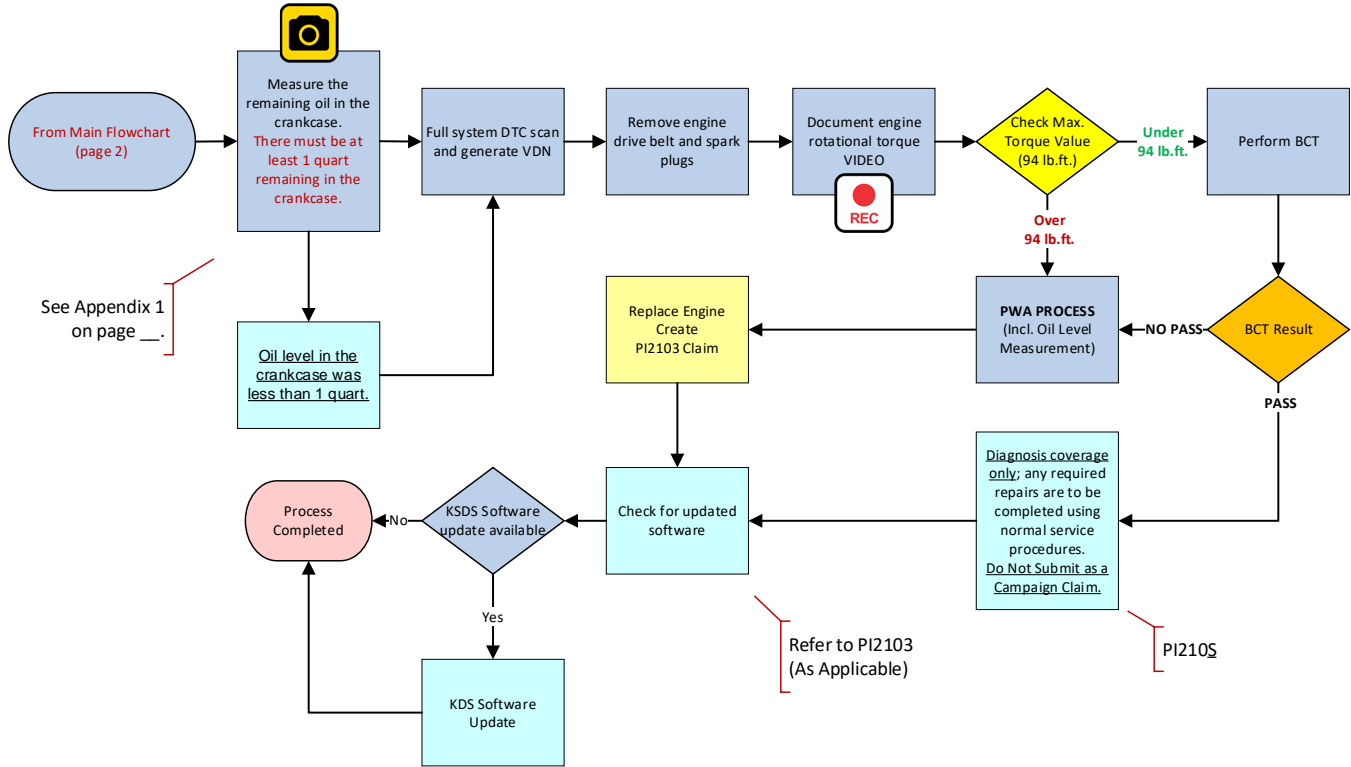 From Main Flowchart
(page 2)
Measure the
remaining oil in the
crankcase.
There must be at
least 1 quart
remaining in the
crankcase.
Full system DTC scan
and generate VDN
Remove engine
drive belt and spark
plugs
Document engine
rotational torque
VIDEO
REC
Check Max.
Torque Value
(94 lb.ft.)
Under
94 lb.ft.
Perform BCT
Over
94 lb.ft.
See Appendix 1
on page __.
Oil level in the
crankcase was
less than 1 quart.
Replace Engine
Create
PI2103 Claim
PWA PROCESS
(Incl. Oil Level
Measurement)
NO PASS
BCT Result
PASS
Process
Completed
No
KSDS Software
update available
Check for updated
software
Diagnosis coverage
only; any required
repairs are to be
completed using
normal service
procedures.
Do Not Submit as a
Campaign Claim.
Yes
Refer to PI2103
(As Applicable)
PI210S
KDS Software
Update